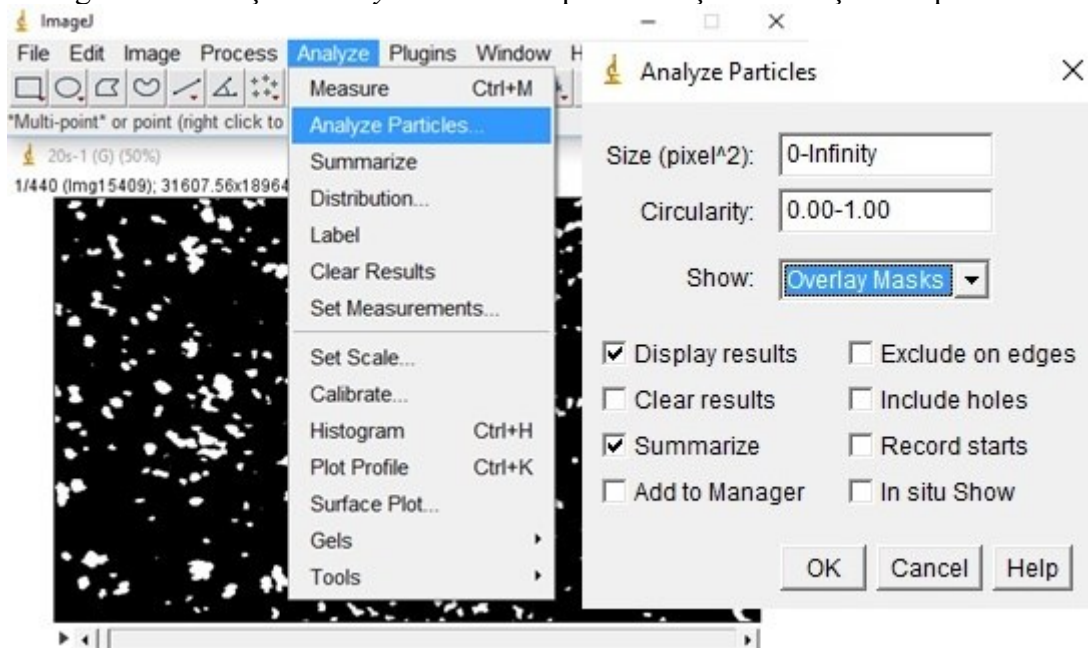 ImageJ
File Edit Image Process Analyze Plugins Window H
*Multi-point* or point (right click to
20s-1 (G) (50%)
1/440 (Img15409); 31607.56x18964
Measure Ctrl+M
Analyze Particles...
Summarize
Distribution...
Label
Clear Results
Set Measurements...
Set Scale...
Calibrate...
Histogram Ctrl+H
Plot Profile Ctrl+K
Surface Plot...
Gels
Tools
Analyze Particles
Size (pixel^2): 0-Infinity
Circularity: 0.00-1.00
Show: Overlay Masks
Display results Exclude on edges
Clear results Include holes
Summarize Record starts
Add to Manager In situ Show
OK Cancel Help